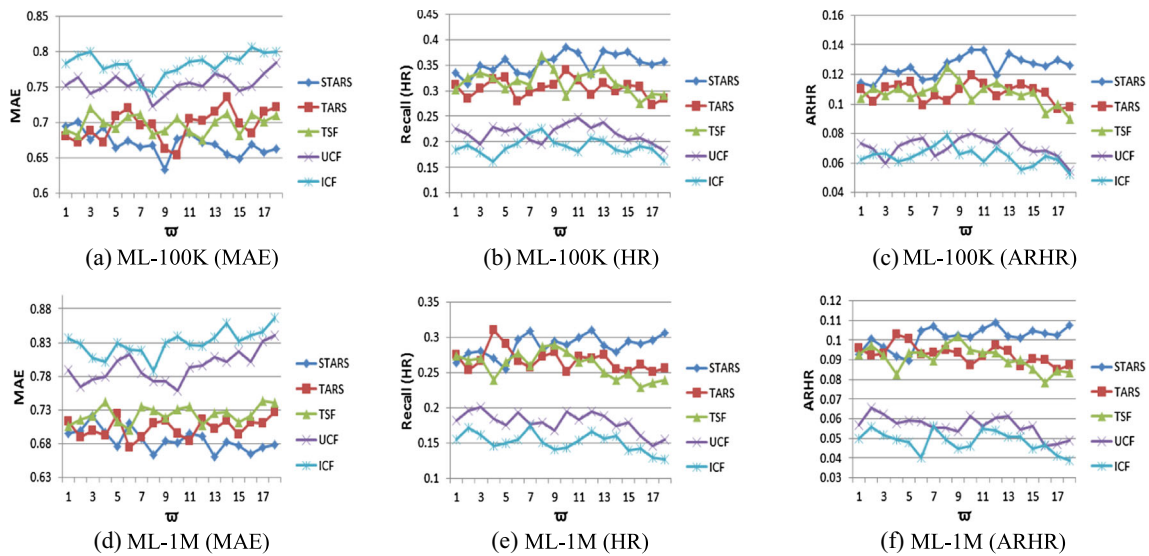 0.85
0.8
0.75
0.7
0.65
0.6
MAE
1 3 5 7 9 11 13 15 17
ϖ
STARS
TARS
TSF
UCF
ICF
(a) ML-100K (MAE)
0.45
0.4
0.35
0.3
0.25
0.2
0.15
0.1
Recall (HR)
1 3 5 7 9 11 13 15 17
ϖ
STARS
TARS
TSF
UCF
ICF
(b) ML-100K (HR)
0.16
0.14
0.12
0.1
0.08
0.06
0.04
ARHR
1 3 5 7 9 11 13 15 17
ϖ
STARS
TARS
TSF
UCF
ICF
(c) ML-100K (ARHR)
0.88
0.83
0.78
0.73
0.68
0.63
MAE
1 3 5 7 9 11 13 15 17
ϖ
STARS
TARS
TSF
UCF
ICF
(d) ML-1M (MAE)
0.35
0.3
0.25
0.2
0.15
0.1
Recall (HR)
1 3 5 7 9 11 13 15 17
ϖ
STARS
TARS
TSF
UCF
ICF
(e) ML-1M (HR)
0.12
0.11
0.1
0.09
0.08
0.07
0.06
0.05
0.04
0.03
ARHR
1 3 5 7 9 11 13 15 17
ϖ
STARS
TARS
TSF
UCF
ICF
(f) ML-1M (ARHR)